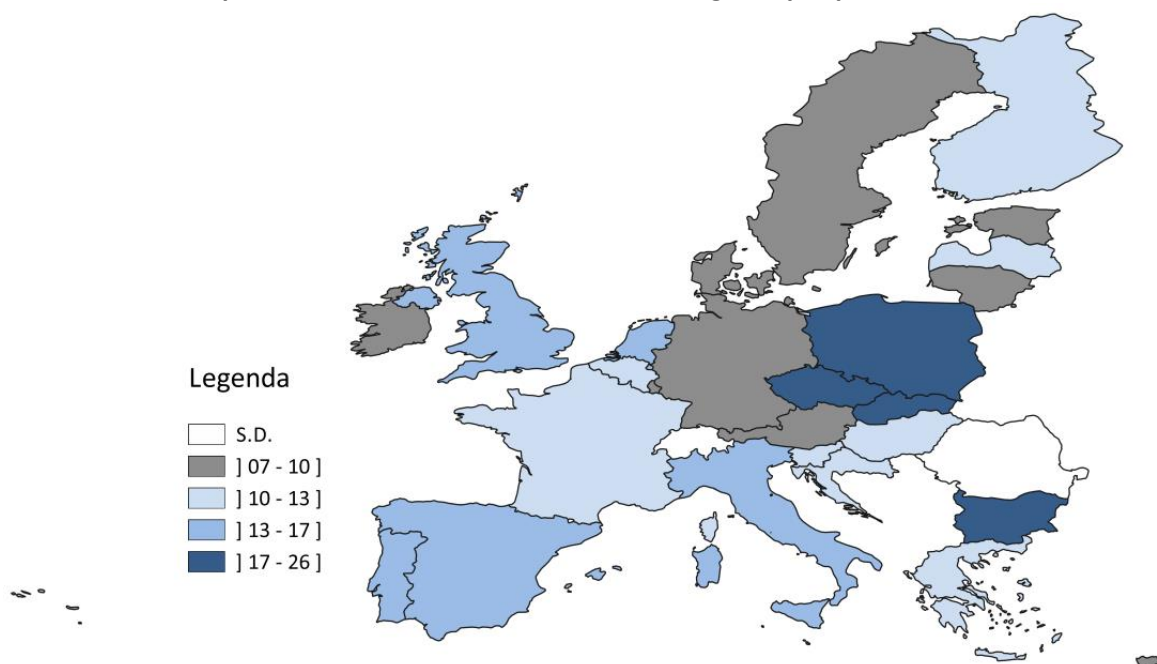 Legenda
S.D.
] 07 - 10 ]
] 10 - 13 ]
] 13 - 17 ]
] 17 - 26 ]